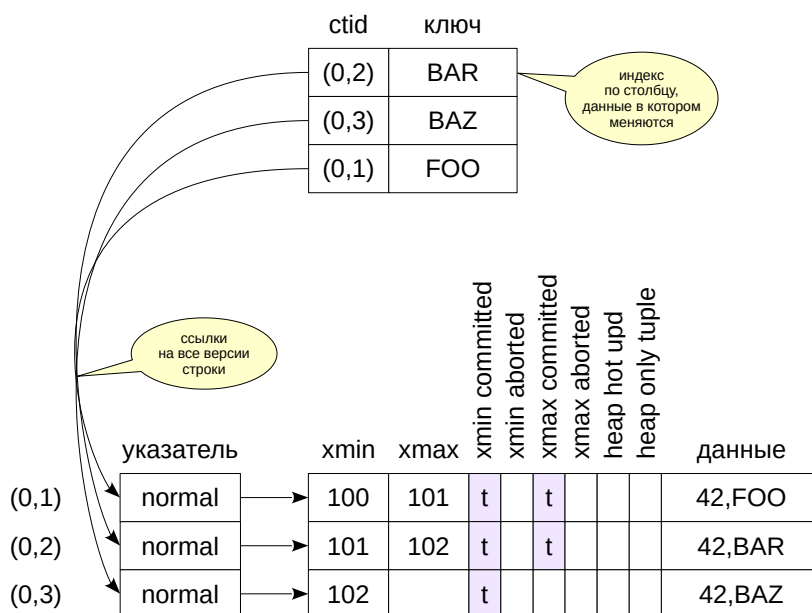 ctid ключ
(0,2) BAR
(0,3) BAZ
(0,1) FOO
индекс
по столбцу,
данные в котором
меняются
ссылки
на все версии
строки
указатель xmin xmax xmin committed xmin aborted xmax committed xmax aborted heap hot upd heap only tuple данные
(0,1) normal 100 101 t t 42,FOO
(0,2) normal 101 102 t t 42,BAR
(0,3) normal 102 t 42,BAZ